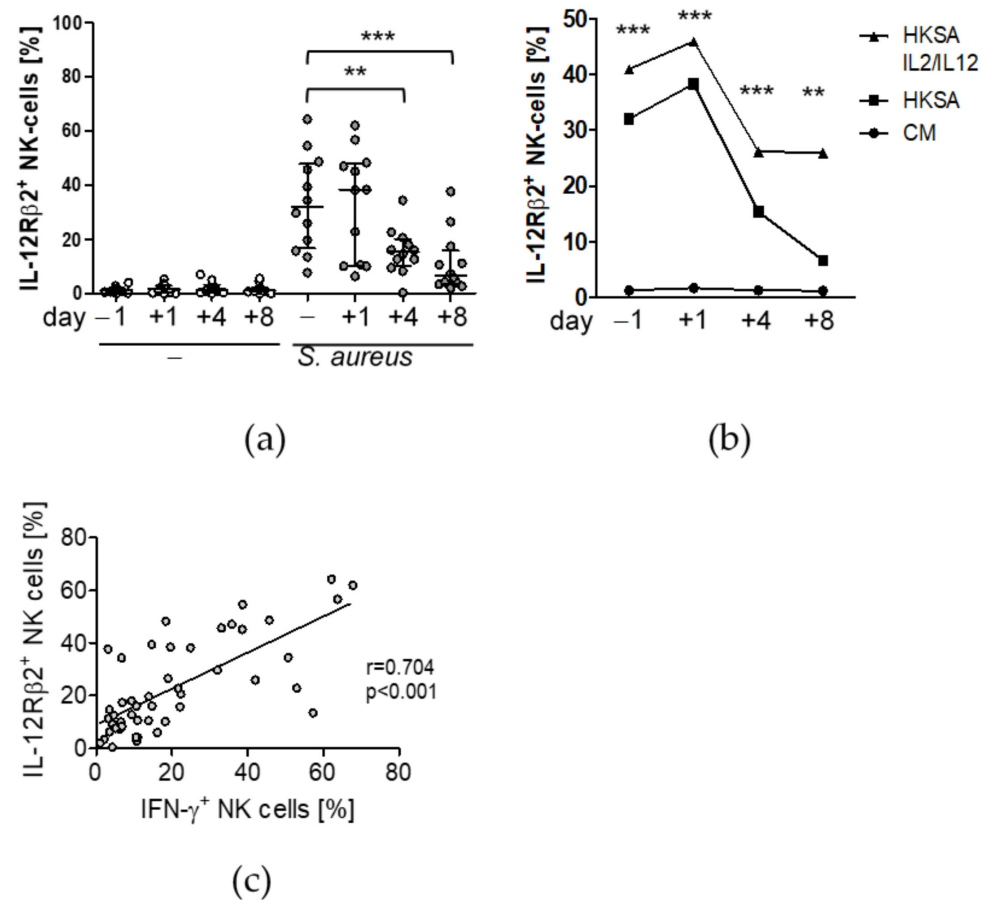 IL-12Rβ2+ NK-cells [%]
100
80
60
40
20
0
***
**
day −1 +1 +4 +8 − +1 +4 +8
−
S. aureus
(a)
IL-12Rβ2+ NK-cells [%]
50
40
30
20
10
0
*** *** *** **
day −1 +1 +4 +8
HKSA
IL2/IL12
HKSA
CM
(b)
IL-12Rβ2+ NK cells [%]
80
60
40
20
0
r=0.704
p<0.001
0 20 40 60 80
IFN-γ+ NK cells [%]
(c)